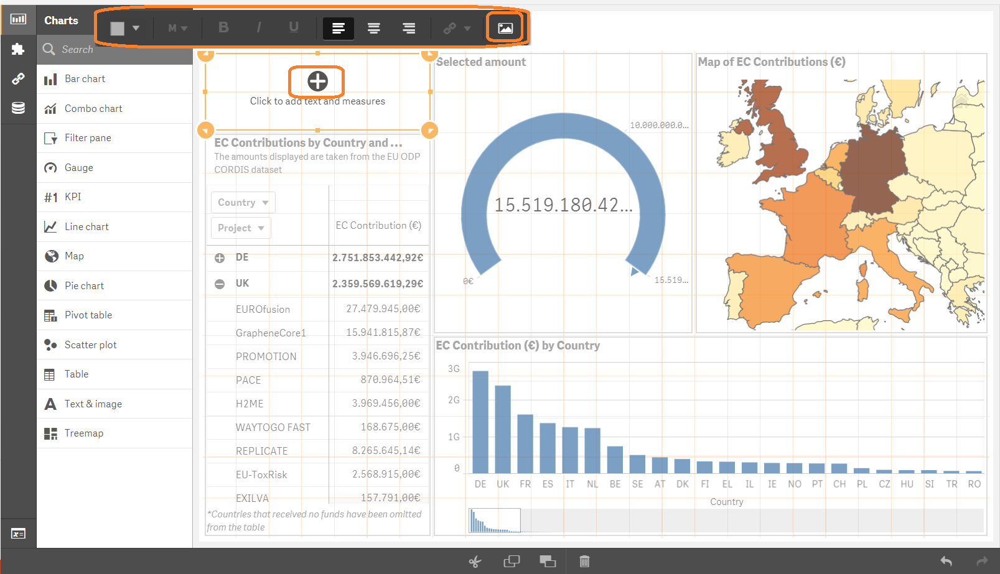 Charts
M
B
I
U
Search
Bar chart
Combo chart
Filter pane
Gauge
#1 KPI
Line chart
Map
Pie chart
Pivot table
Scatter plot
Table
A Text & image
Treemap
Click to add text and measures
EC Contributions by Country and ...
The amounts displayed are taken from the EU ODP
CORDIS dataset
Country
Project
EC Contribution (€)
DE 2.751.853.442,92€
UK 2.359.569.619,29€
EUROfusion 27.479.945,00€
GrapheneCore1 15.941.815,87€
PROMOTION 3.946.696,25€
PACE 870.964,51€
H2ME 3.969.456,00€
WAYTOGO FAST 168.675,00€
REPLICATE 8.265.645,14€
EU-ToxRisk 2.568.915,00€
EXILVA 157.791,00€
*Countries that received no funds have been omitted
from the table
Selected amount
10.000.000.0...
15.519.180.42...
0€
15.519...
Map of EC Contributions (€)
EC Contribution (€) by Country
3G
2G
1G
0
DE UK FR ES IT NL BE SE AT DK FI EL IL IE NO PT CH PL CZ HU SI TR RO
Country
x=